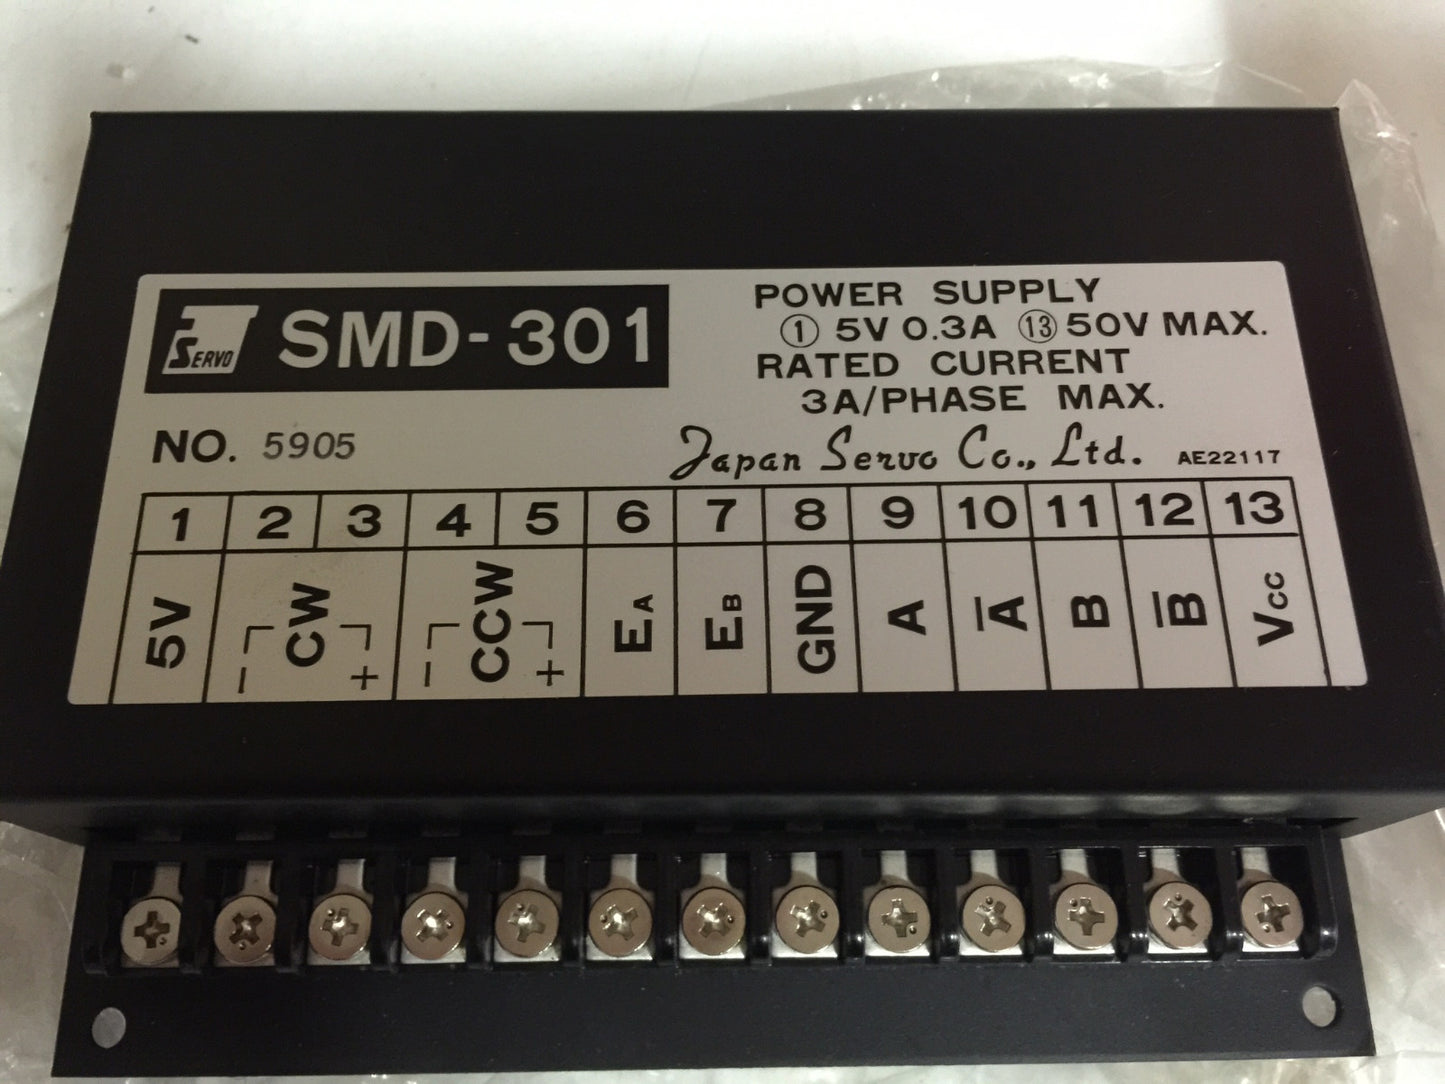 SERVO SMD-301
POWER SUPPLY
① 5V 0.3A ⑬ 50V MAX.
RATED CURRENT
3A/PHASE MAX.
NO. 5905
Japan Servo Co., Ltd. AE22117
1 2 3 4 5 6 7 8 9 10 11 12 13
5V - CW + - CCW + EA EB GND A A̅ B B̅ Vcc